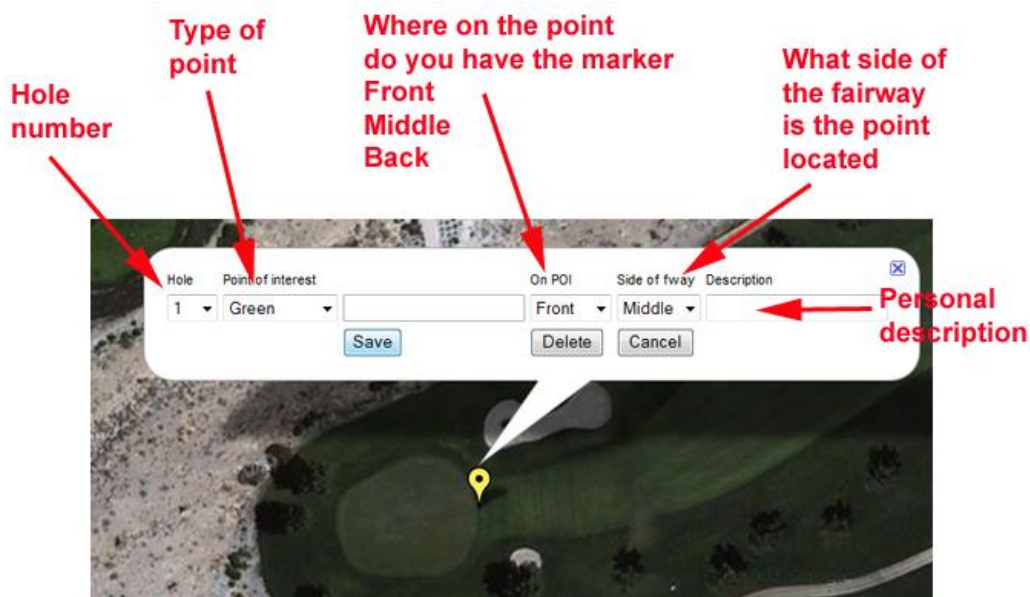 Type of
point
Where on the point
do you have the marker
Front
Middle
Back
What side of
the fairway
is the point
located
Hole
number
Hole Point of interest On POI Side of fway Description
1 Green Front Middle
Personal
description
Save Delete Cancel